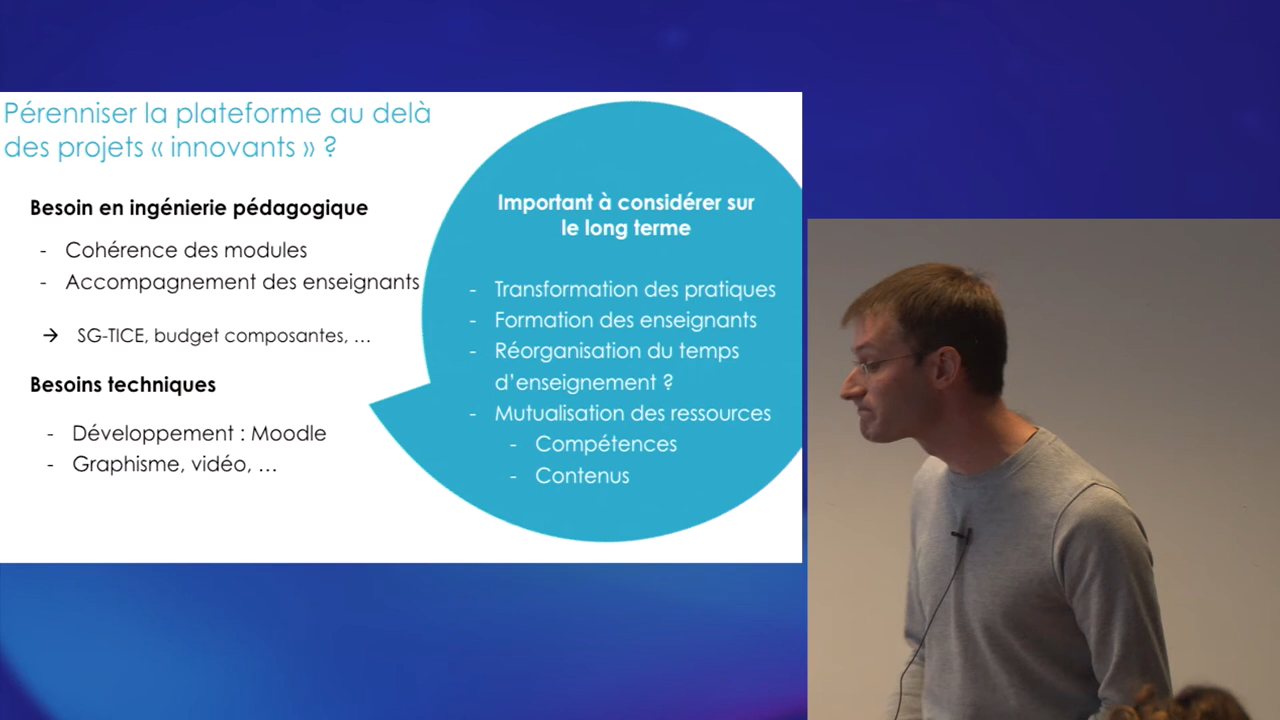 Pérenniser la plateforme au delà
des projets « innovants » ?
Besoin en ingénierie pédagogique
- Cohérence des modules
- Accompagnement des enseignants
→ SG-TICE, budget composantes, …
Besoins techniques
- Développement : Moodle
- Graphisme, vidéo, …
Important à considérer sur
le long terme
- Transformation des pratiques
- Formation des enseignants
- Réorganisation du temps
d’enseignement ?
- Mutualisation des ressources
- Compétences
- Contenus